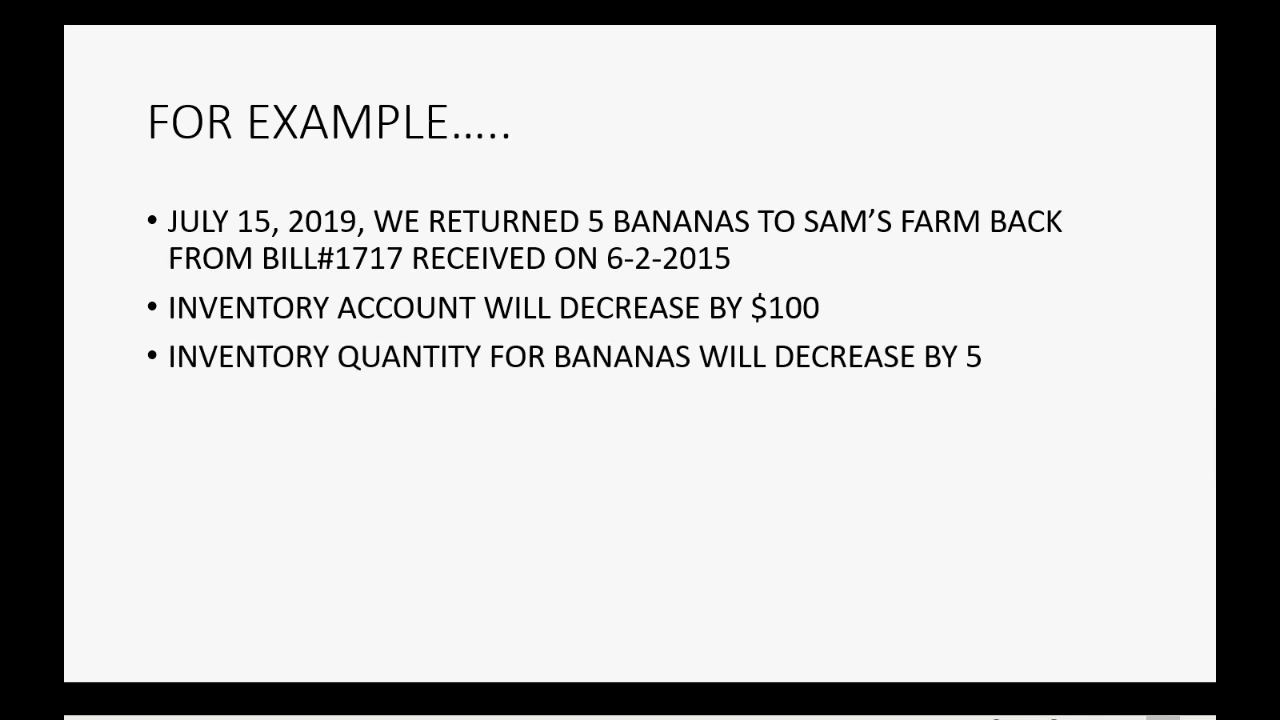 FOR EXAMPLE.....
• JULY 15, 2019, WE RETURNED 5 BANANAS TO SAM’S FARM BACK
FROM BILL#1717 RECEIVED ON 6-2-2015
• INVENTORY ACCOUNT WILL DECREASE BY $100
• INVENTORY QUANTITY FOR BANANAS WILL DECREASE BY 5